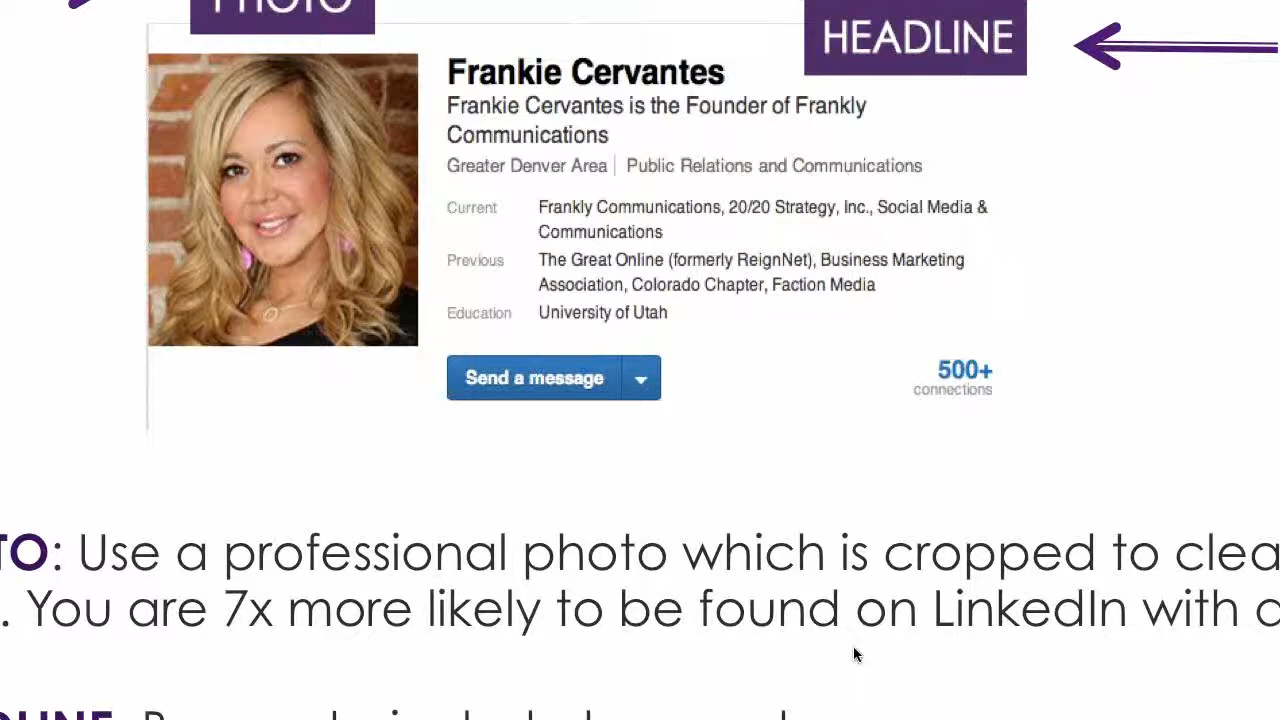 PHOTO
HEADLINE
Frankie Cervantes
Frankie Cervantes is the Founder of Frankly
Communications
Greater Denver Area | Public Relations and Communications
Current Frankly Communications, 20/20 Strategy, Inc., Social Media &
Communications
Previous The Great Online (formerly ReignNet), Business Marketing
Association, Colorado Chapter, Faction Media
Education University of Utah
Send a message
500+
connections
TO: Use a professional photo which is cropped to clea
. You are 7x more likely to be found on LinkedIn with a